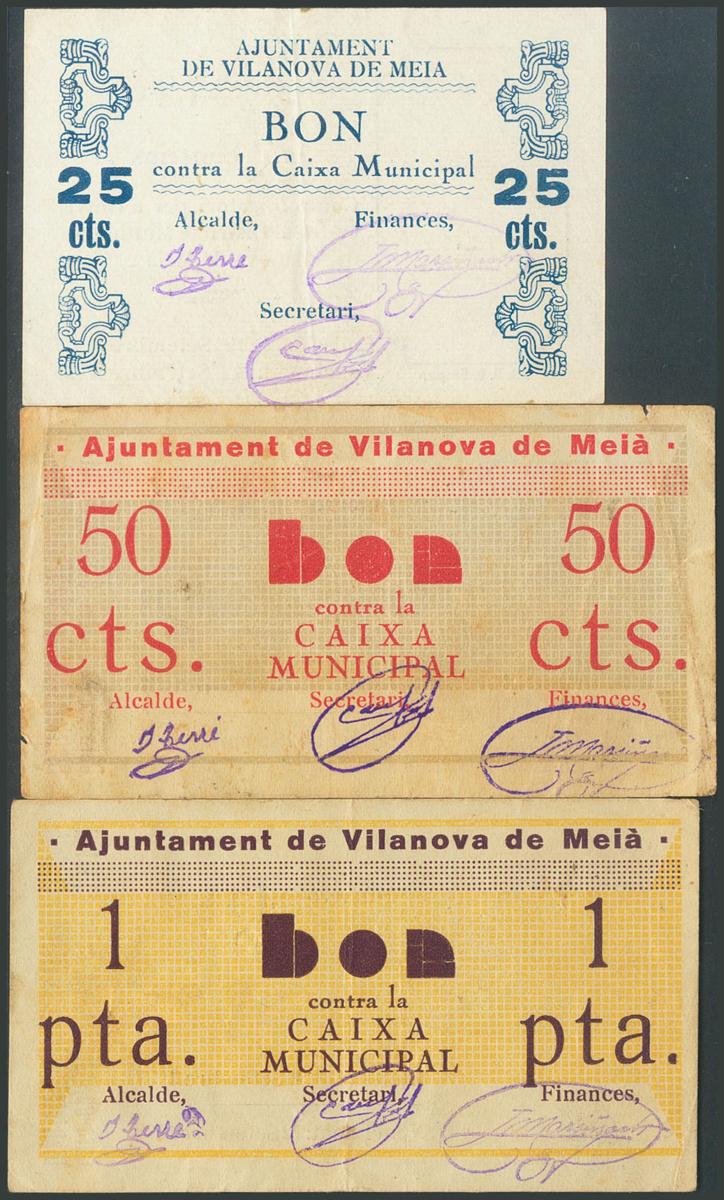 AJUNTAMENT
DE VILANOVA DE MEIA
BON
contra la Caixa Municipal
25 25
cts. cts.
Alcalde, Finances,
Secretari,
· Ajuntament de Vilanova de Meià ·
50 bon 50
contra la
cts. CAIXA cts.
MUNICIPAL
Alcalde, Secretari, Finances,
· Ajuntament de Vilanova de Meià ·
1 bon 1
contra la
pta. CAIXA pta.
MUNICIPAL
Alcalde, Secretari, Finances,